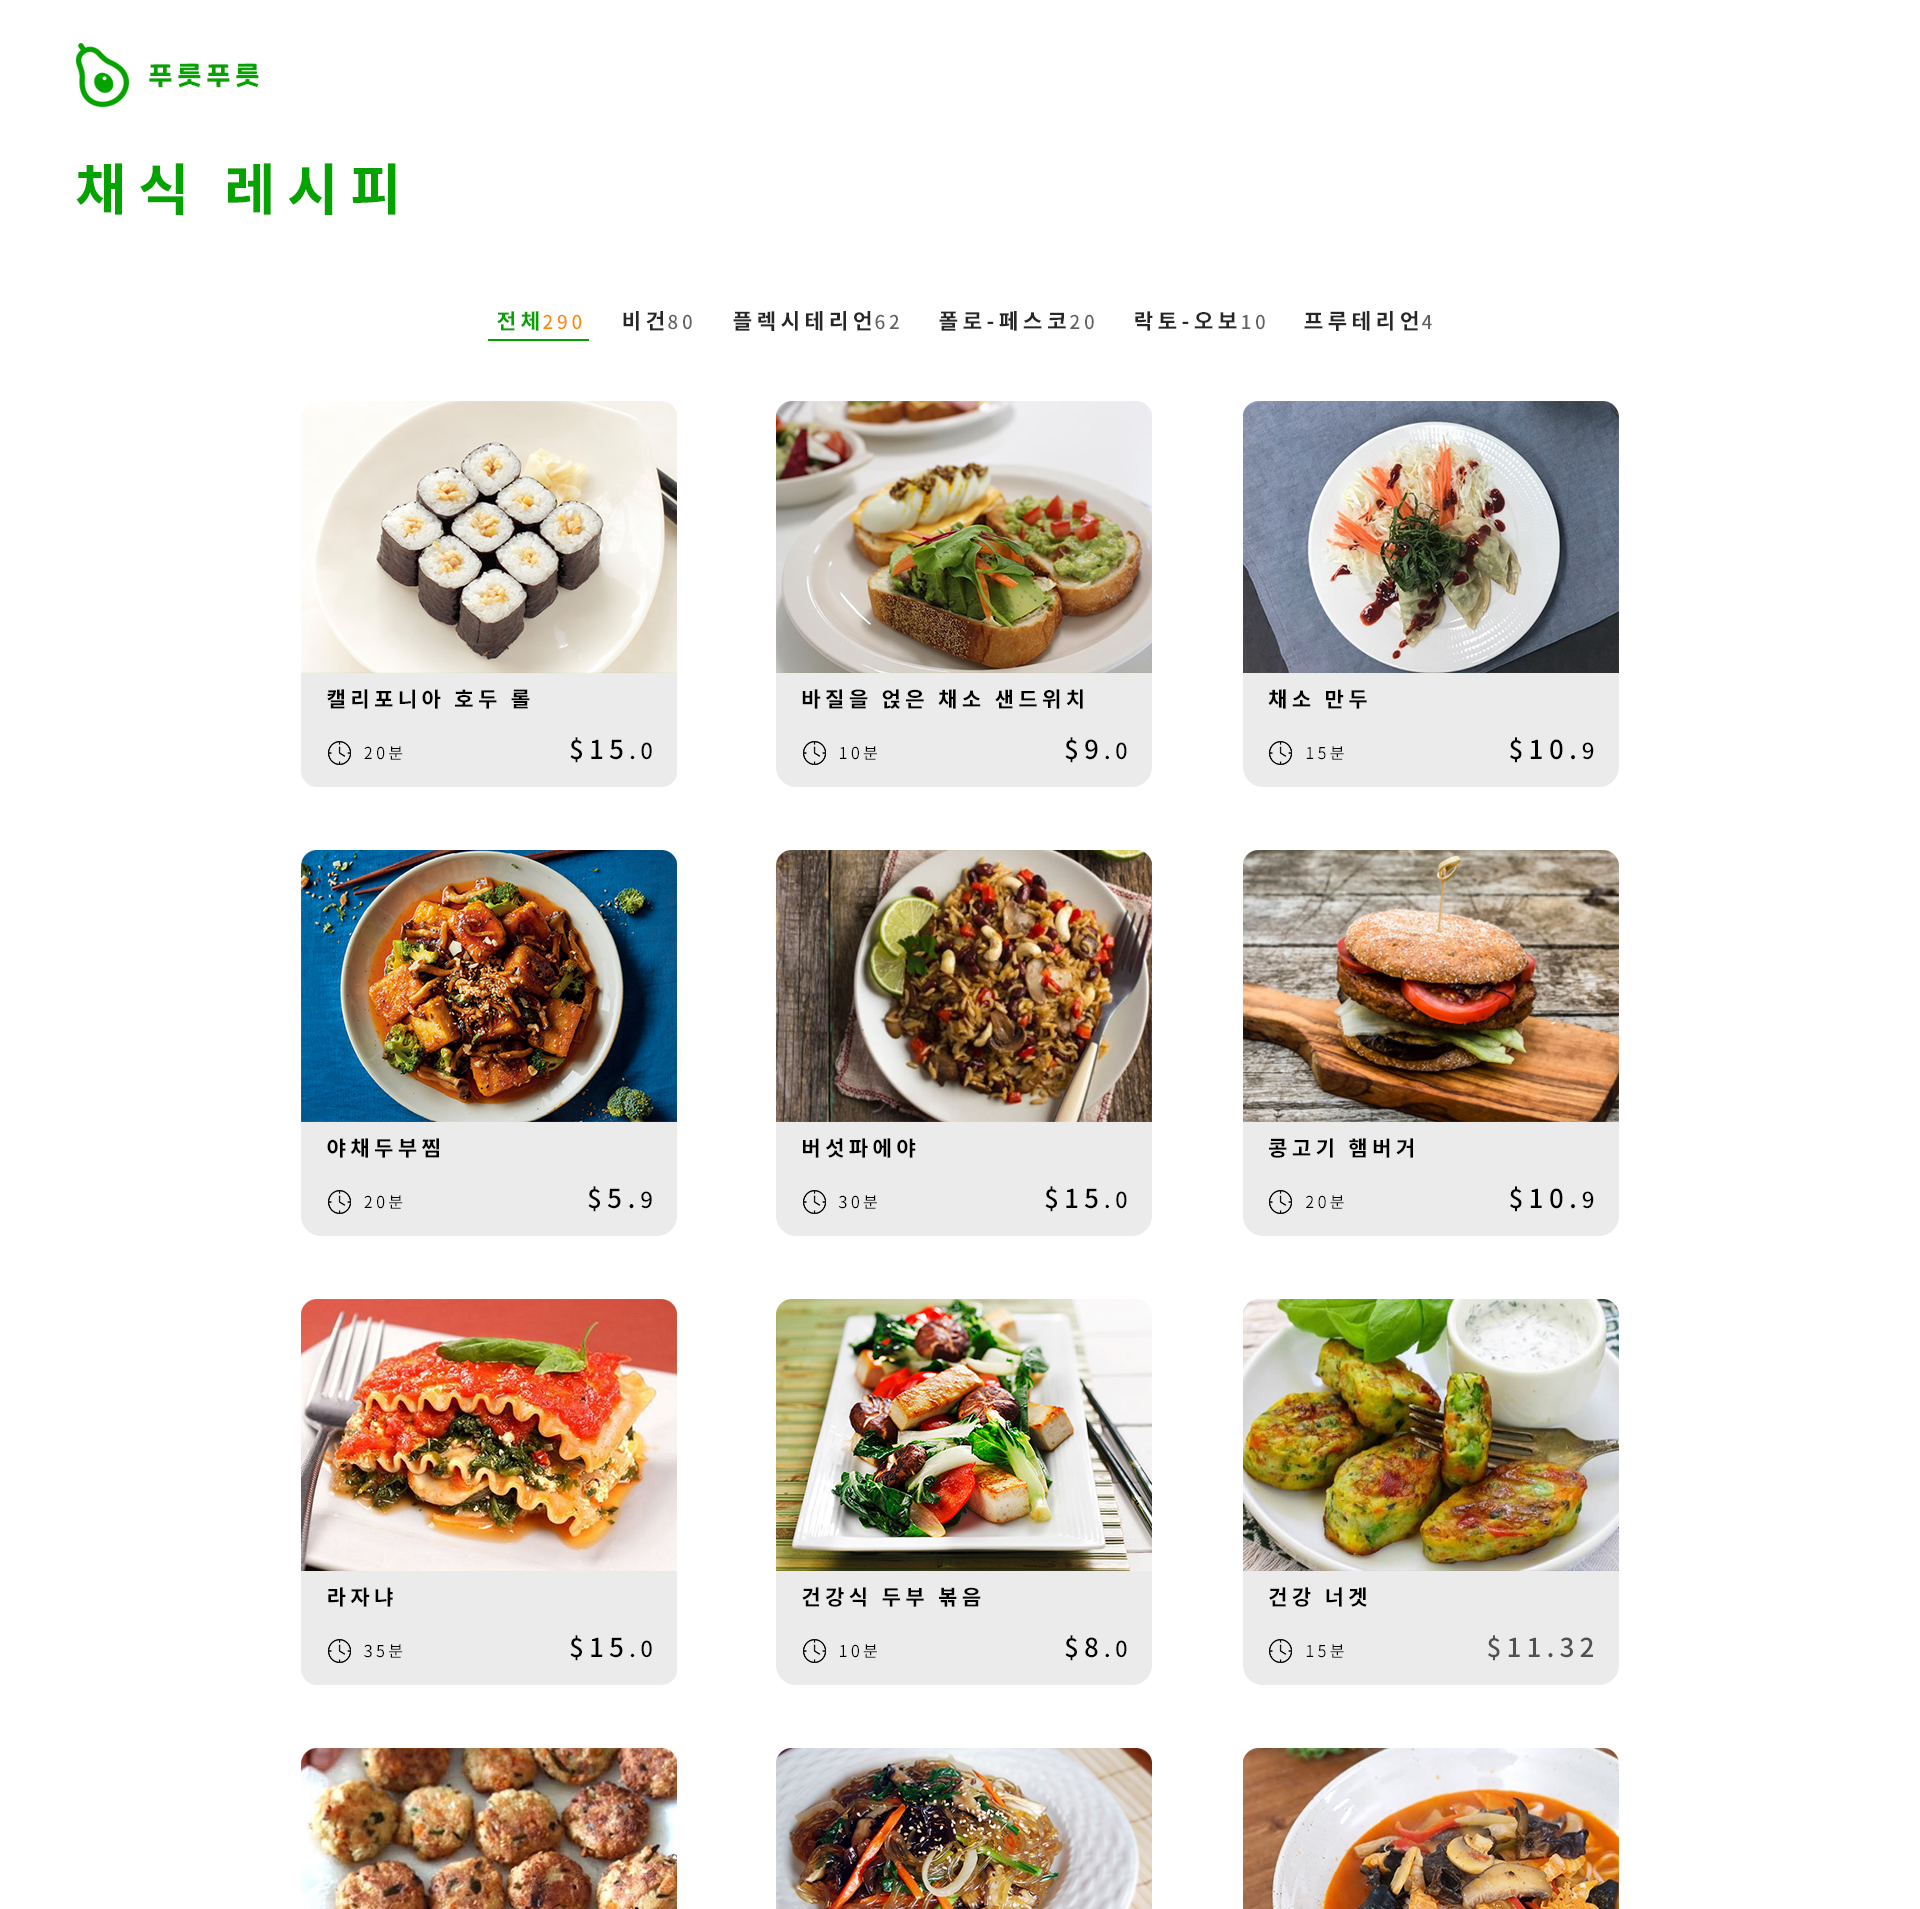 푸릇푸릇
채식 레시피
전체290 비건80 플렉시테리언62 폴로-페스코20 락토-오보10 프루테리언4
캘리포니아 호두 롤
20분 $15.0
바질을 얹은 채소 샌드위치
10분 $9.0
채소 만두
15분 $10.9
야채두부찜
20분 $5.9
버섯파에야
30분 $15.0
콩고기 햄버거
20분 $10.9
라자냐
35분 $15.0
건강식 두부 볶음
10분 $8.0
건강 너겟
15분 $11.32